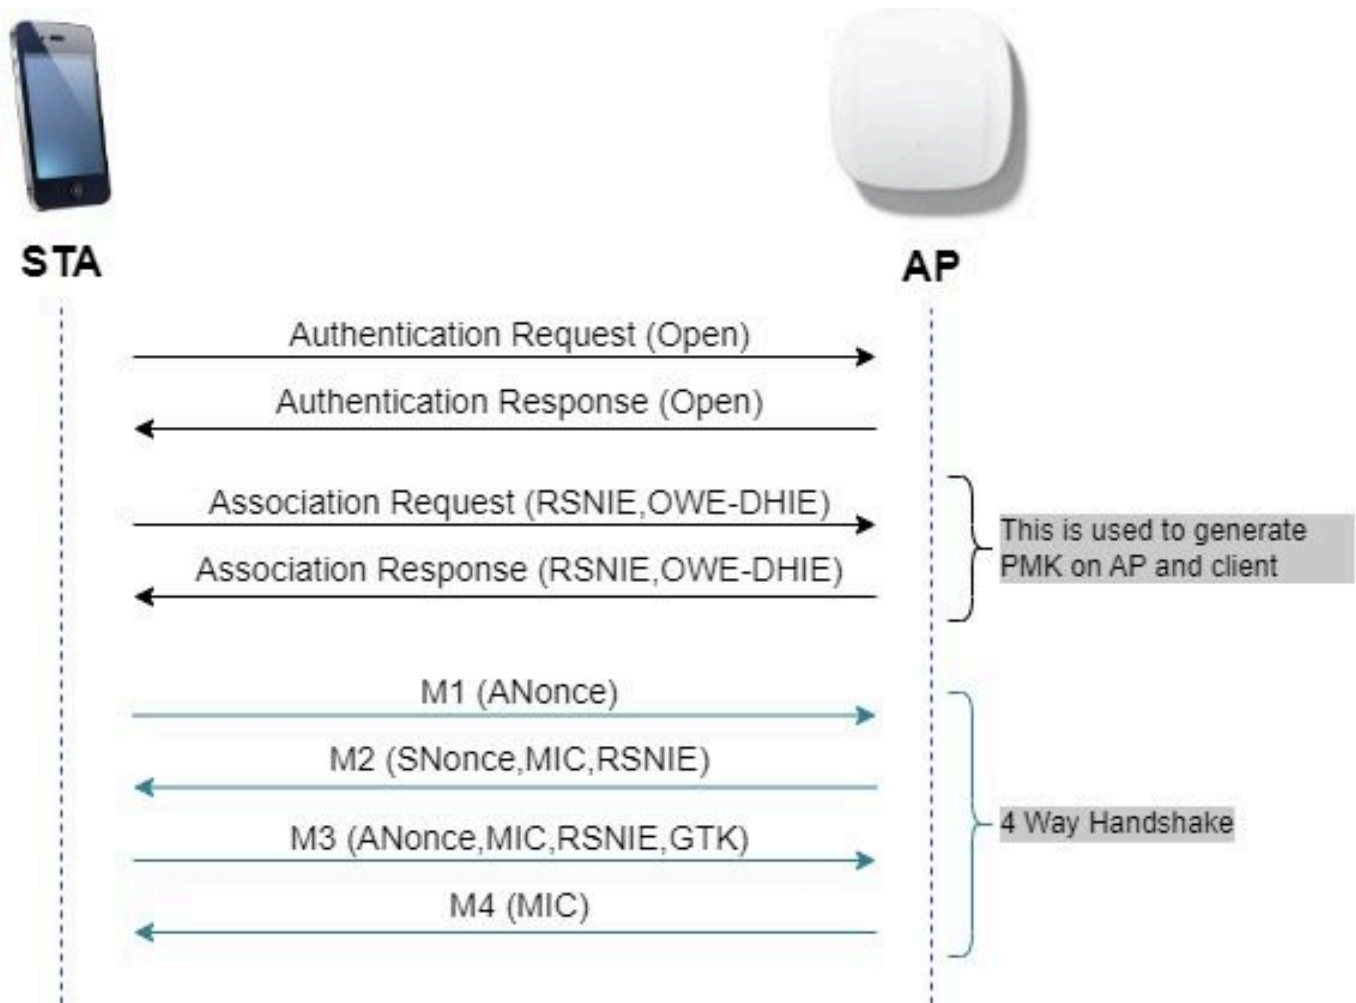 STA
AP
Authentication Request (Open)
Authentication Response (Open)
Association Request (RSNIE,OWE-DHIE)
Association Response (RSNIE,OWE-DHIE)
This is used to generate
PMK on AP and client
M1 (ANonce)
M2 (SNonce,MIC,RSNIE)
M3 (ANonce,MIC,RSNIE,GTK)
4 Way Handshake
M4 (MIC)